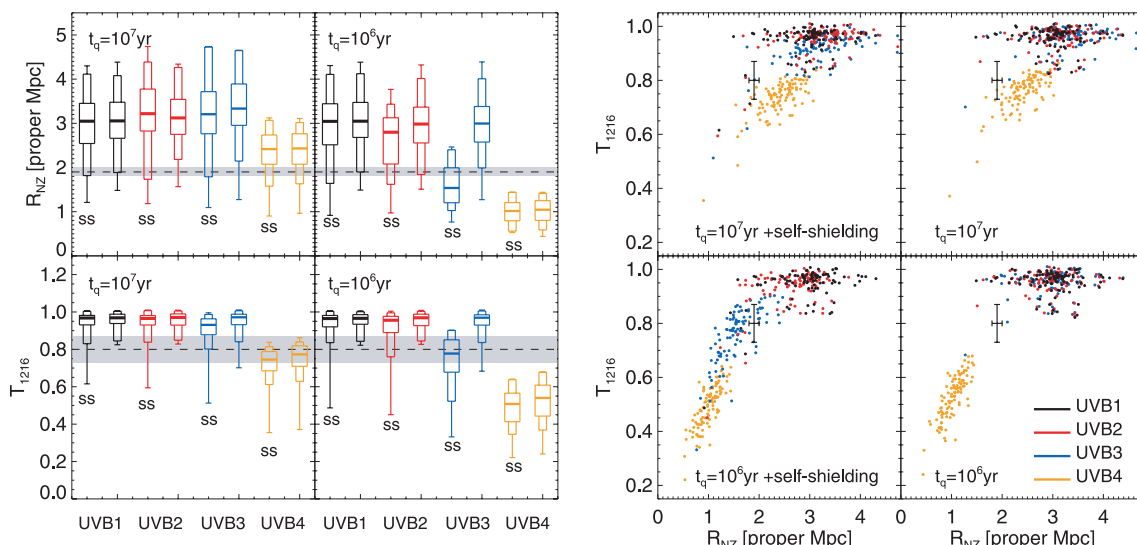 t_q=10^7yr
t_q=10^6yr
R_NZ [proper Mpc]
5
4
3
2
1
0
ss
ss
ss
ss
ss
ss
ss
ss
t_q=10^7yr
t_q=10^6yr
T_1216
1.2
1.0
0.8
0.6
0.4
0.2
0.0
ss
ss
ss
ss
ss
ss
ss
ss
UVB1 UVB2 UVB3 UVB4 UVB1 UVB2 UVB3 UVB4
T_1216
1.0
0.8
0.6
0.4
0.2
t_q=10^7yr +self-shielding
t_q=10^7yr
1.0
0.8
0.6
0.4
0.2
t_q=10^6yr +self-shielding
t_q=10^6yr
UVB1
UVB2
UVB3
UVB4
0 1 2 3 4 0 1 2 3 4
R_NZ [proper Mpc] R_NZ [proper Mpc]